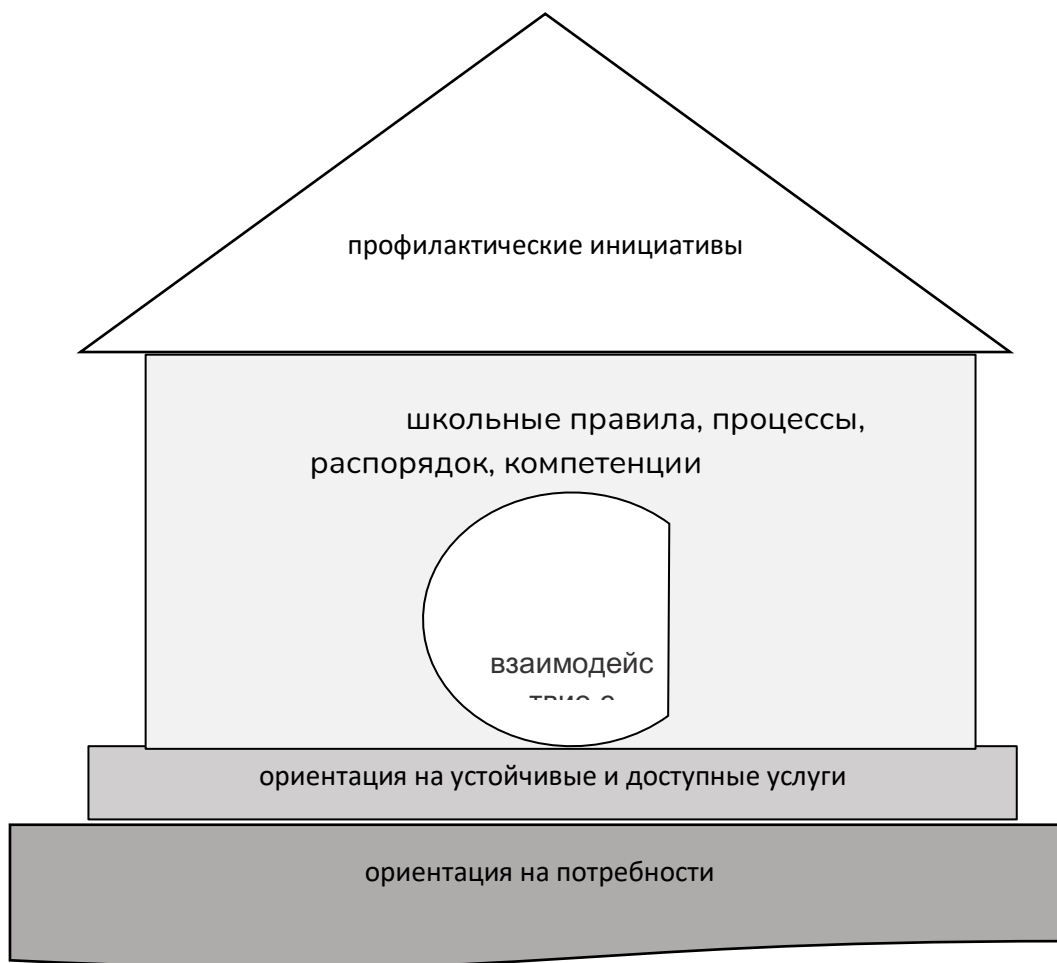 профилактические инициативы
школьные правила, процессы,
распорядок, компетенции
взаимодейс
ориентация на устойчивые и доступные услуги
ориентация на потребности